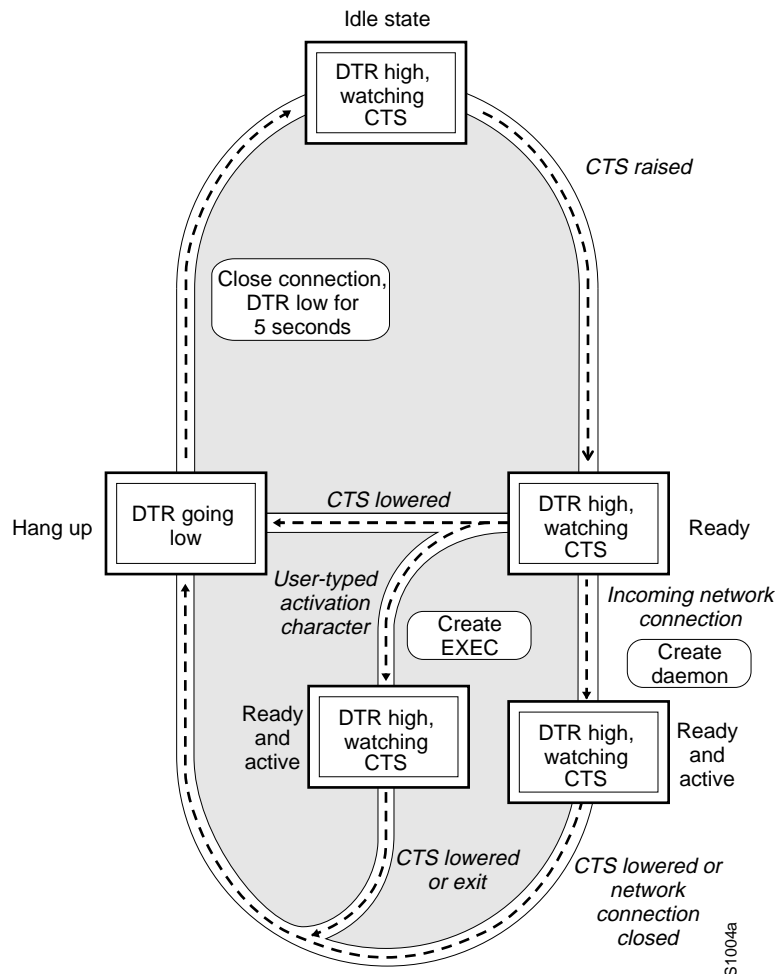 Idle state
DTR high,
watching
CTS
CTS raised
Close connection,
DTR low for
5 seconds
Hang up
DTR going
low
CTS lowered
DTR high,
watching
CTS
Ready
User-typed
activation
character
Create
EXEC
Incoming network
connection
Create
daemon
Ready
and
active
DTR high,
watching
CTS
DTR high,
watching
CTS
Ready
and
active
CTS lowered
or exit
CTS lowered or
network
connection
closed
S1004a